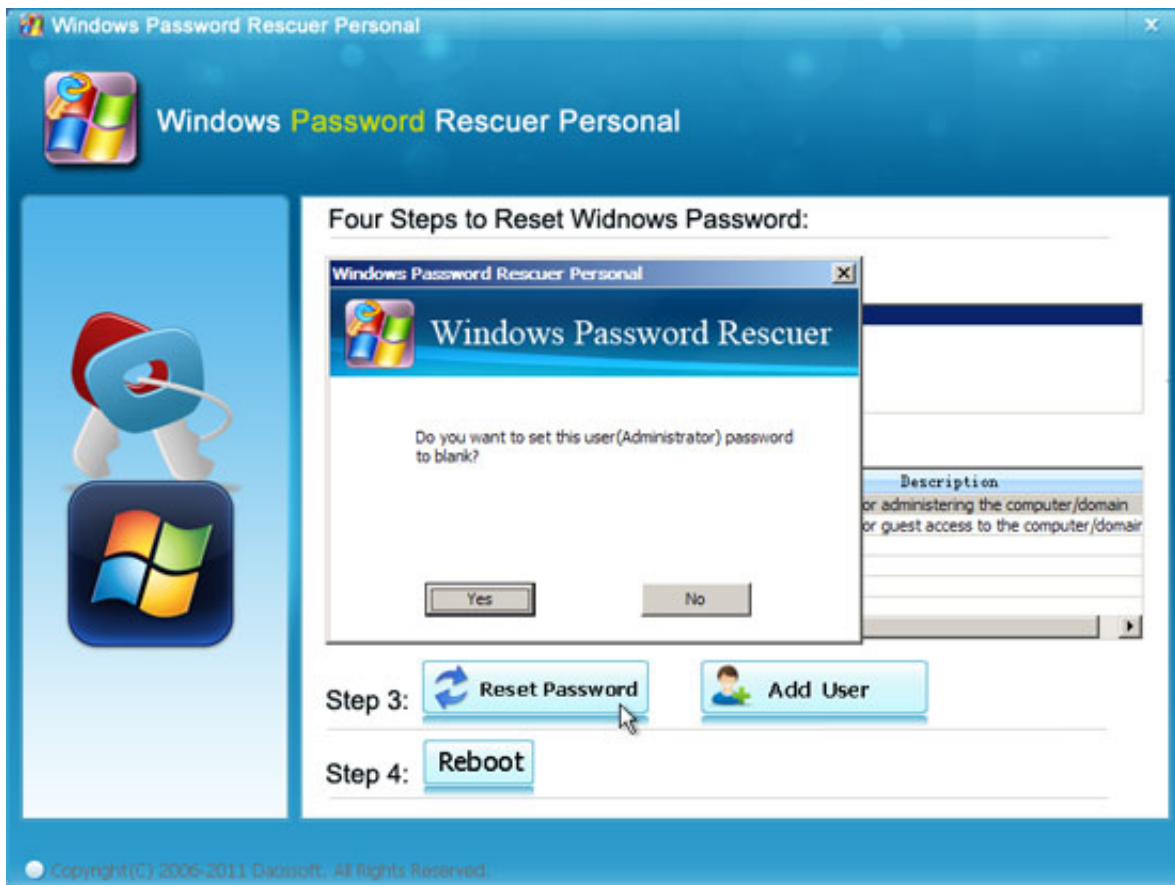 Windows Password Rescuer Personal
Windows Password Rescuer Personal
Four Steps to Reset Widnows Password:
Windows Password Rescuer Personal
Windows Password Rescuer
Do you want to set this user(Administrator) password
to blank?
Yes No
Description
or administering the computer/domain
or guest access to the computer/domair
Step 3: Reset Password Add User
Step 4: Reboot
Copyright(C) 2006-2011 Daossoft. All Rights Reserved.